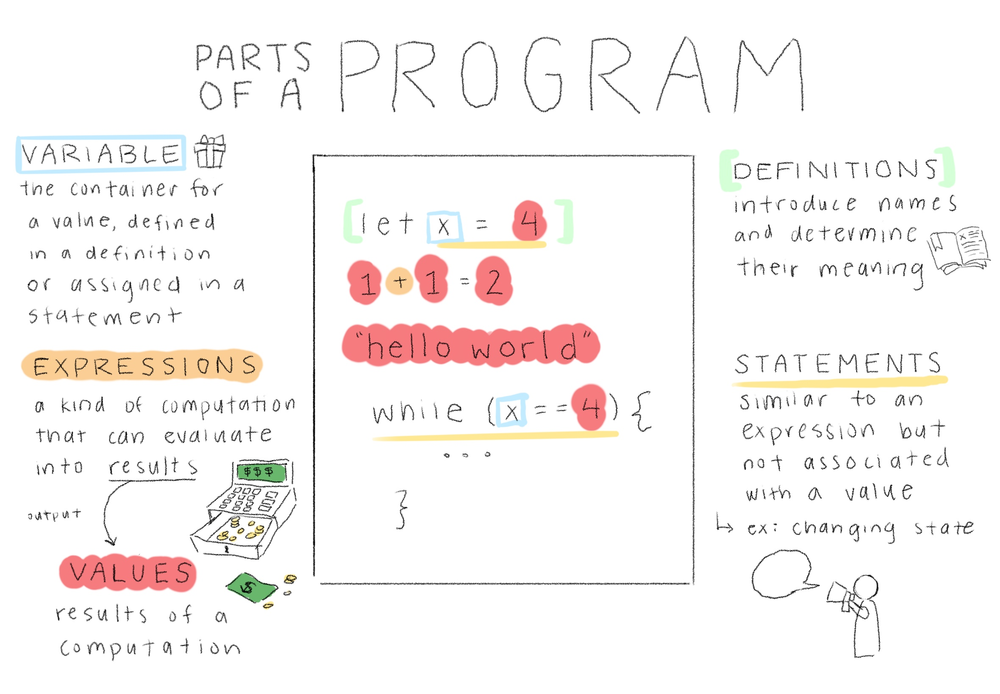 PARTS
OF A
PROGRAM
VARIABLE
the container for
a value, defined
in a definition
or assigned in a
statement
EXPRESSIONS
a kind of computation
that can evaluate
into results
output
$$$
VALUES
$
results of a
computation
[let x = 4]
1 + 1 = 2
"hello world"
while (x == 4) {
...
}
[DEFINITIONS]
introduce names
and determine
their meaning
x
STATEMENTS
similar to an
expression but
not associated
with a value
↳ ex: changing state